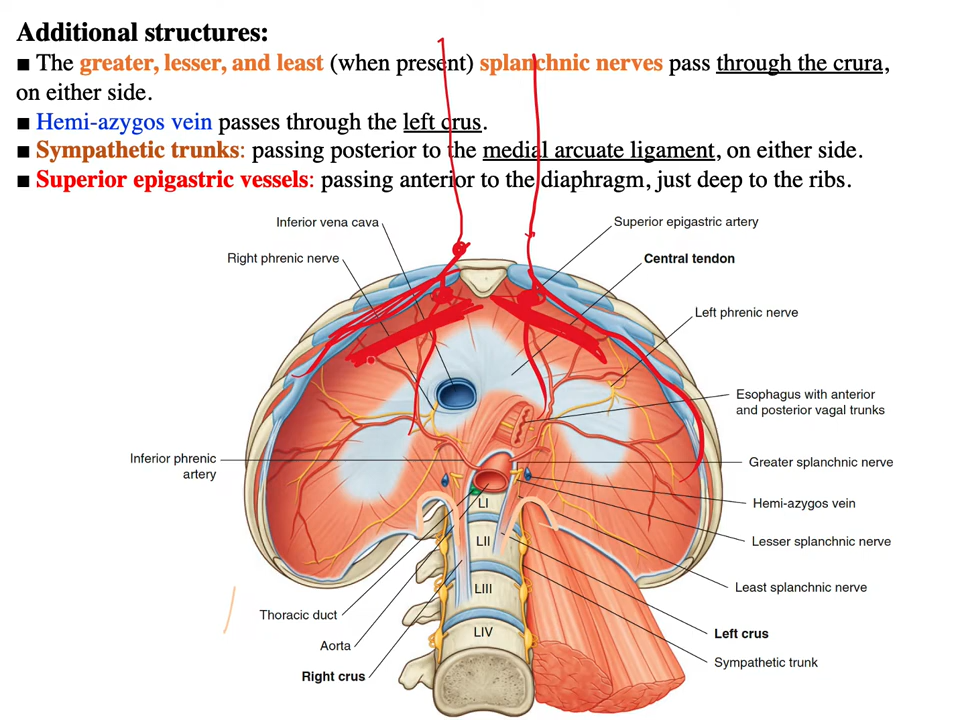 Additional structures:
■ The greater, lesser, and least (when present) splanchnic nerves pass through the crura,
on either side.
■ Hemi-azygos vein passes through the left crus.
■ Sympathetic trunks: passing posterior to the medial arcuate ligament, on either side.
■ Superior epigastric vessels: passing anterior to the diaphragm, just deep to the ribs.
Inferior vena cava
Superior epigastric artery
Right phrenic nerve
Central tendon
Left phrenic nerve
Esophagus with anterior
and posterior vagal trunks
Inferior phrenic
artery
Greater splanchnic nerve
Hemi-azygos vein
LI
LII
Lesser splanchnic nerve
Least splanchnic nerve
LIII
Thoracic duct
LIV
Left crus
Aorta
Sympathetic trunk
Right crus